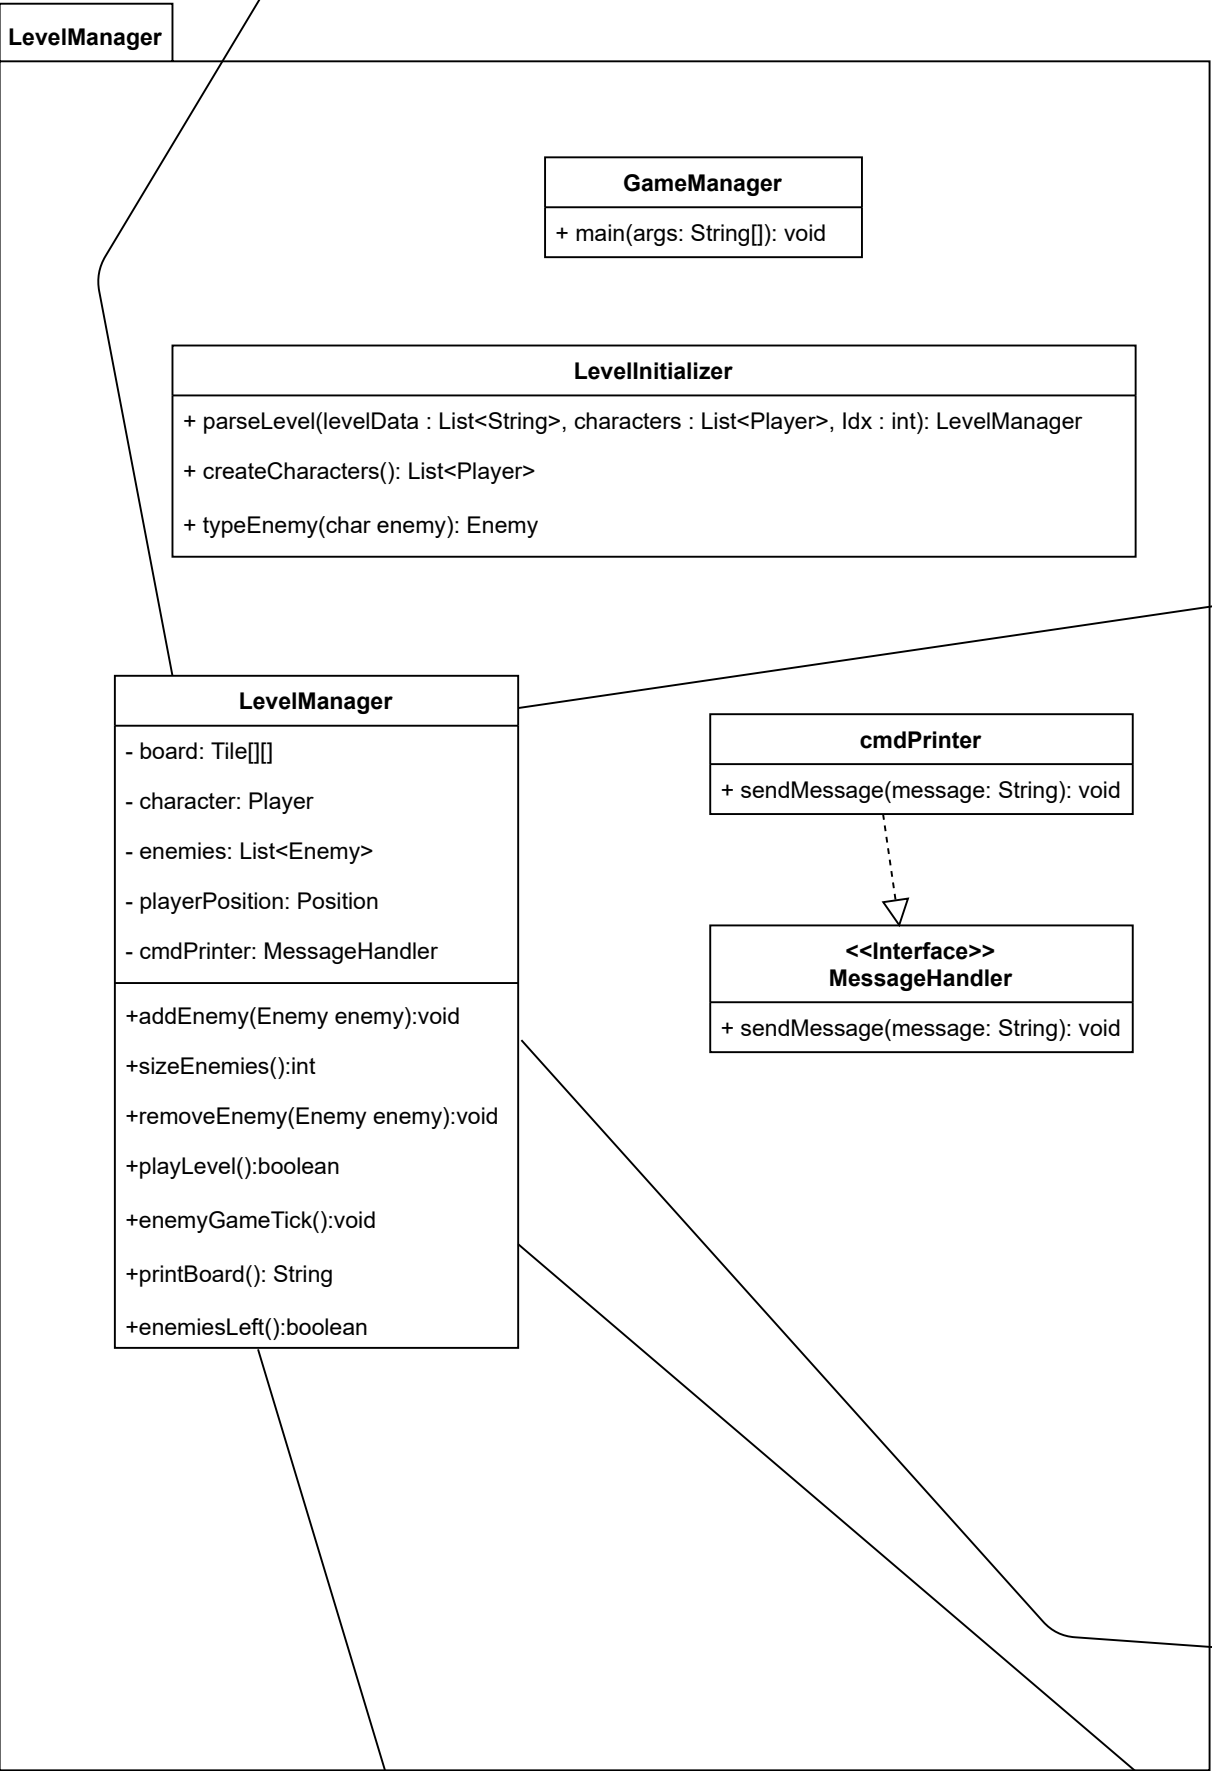 LevelManager
GameManager
+ main(args: String[]): void
LevelInitializer
+ parseLevel(levelData : List<String>, characters : List<Player>, Idx : int): LevelManager
+ createCharacters(): List<Player>
+ typeEnemy(char enemy): Enemy
LevelManager
- board: Tile[][]
- character: Player
- enemies: List<Enemy>
- playerPosition: Position
- cmdPrinter: MessageHandler
+addEnemy(Enemy enemy):void
+sizeEnemies():int
+removeEnemy(Enemy enemy):void
+playLevel():boolean
+enemyGameTick():void
+printBoard(): String
+enemiesLeft():boolean
cmdPrinter
+ sendMessage(message: String): void
<<Interface>>
MessageHandler
+ sendMessage(message: String): void